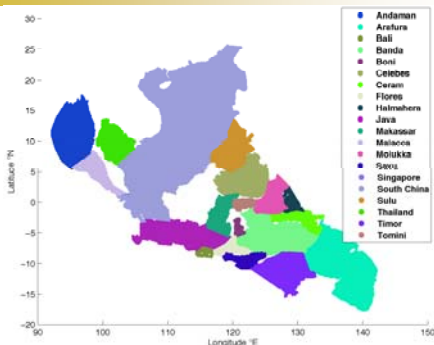 30
25
20
15
10
5
0
−5
−10
−15
−20
90
100
110
120
130
140
150
Latitude °N
Longitude °E
Andaman
Arafura
Bali
Banda
Boni
Celebes
Ceram
Flores
Halmahera
Java
Makassar
Malacca
Molukka
Savu
Singapore
South China
Sulu
Thailand
Timor
Tomini